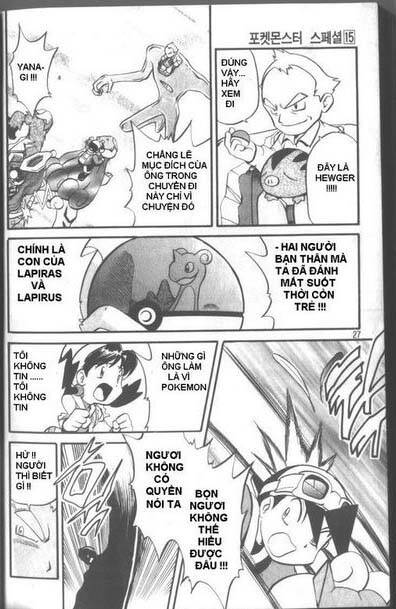 포켓몬스터 스페셜 15
YANA-
GI !!!
ĐÚNG
VẬY...
HÃY
XEM
ĐI
CHẲNG LẼ
MỤC ĐÍCH CỦA
ÔNG TRONG
CHUYẾN ĐI
NÀY CHỈ VÌ
CHUYỆN ĐÓ
ĐÂY LÀ
HEWGER
!!!!!
CHÍNH LÀ
CON CỦA
LAPIRAS
VÀ
LAPIRUS
- HAI NGƯỜI
BẠN THÂN MÀ
TA ĐÃ ĐÁNH
MẤT SUỐT
THỜI CÒN
TRẺ !!!
27
TÔI
KHÔNG
TIN ......
TÔI
KHÔNG
TIN
NHỮNG GÌ
ÔNG LÀM
LÀ VÌ
POKEMON
HỪ !!
NGƯỜI
THÌ BIẾT
GÌ !!
NGƯƠI
KHÔNG
CÓ
QUYỀN
NÓI TA
BỌN
NGƯƠI
KHÔNG THỂ
HIỂU
ĐƯỢC
ĐÂU !!!